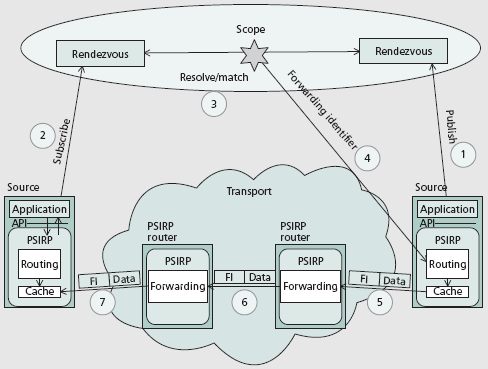 Scope
Rendezvous
Rendezvous
Resolve/match
3
Forwarding identifier
2
Subscribe
4
Publish
1
Source
Application
API
PSIRP
Routing
Cache
Transport
PSIRP
router
PSIRP
Forwarding
PSIRP
router
PSIRP
Forwarding
Source
Application
API
PSIRP
Routing
Cache
FI Data
7
FI Data
6
FI Data
5